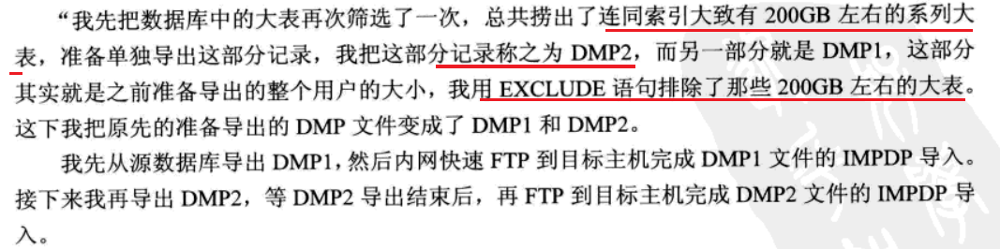 “我先把数据库中的大表再次筛选了一次，总共捞出了连同索引大致有 200GB 左右的系列大
表，准备单独导出这部分记录，我把这部分记录称之为 DMP2，而另一部分就是 DMP1，这部分
其实就是之前准备导出的整个用户的大小，我用 EXCLUDE 语句排除了那些 200GB 左右的大表。
这下我把原先的准备导出的 DMP 文件变成了 DMP1 和 DMP2。
我先从源数据库导出 DMP1，然后内网快速 FTP 到目标主机完成 DMP1 文件的 IMPDP 导入。
接下来我再导出 DMP2，等 DMP2 导出结束后，再 FTP 到目标主机完成 DMP2 文件的 IMPDP 导
入。